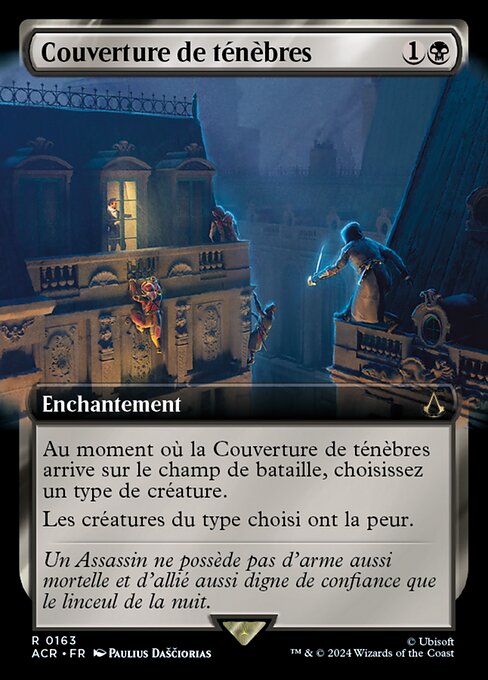 Couverture de ténèbres 1
Enchantement
Au moment où la Couverture de ténèbres
arrive sur le champ de bataille, choisissez
un type de créature.
Les créatures du type choisi ont la peur.
Un Assassin ne possède pas d'arme aussi
mortelle et d'allié aussi digne de confiance que
le linceul de la nuit.
R 0163
ACR • FR Paulius Daščioras
© Ubisoft
™ & © 2024 Wizards of the Coast